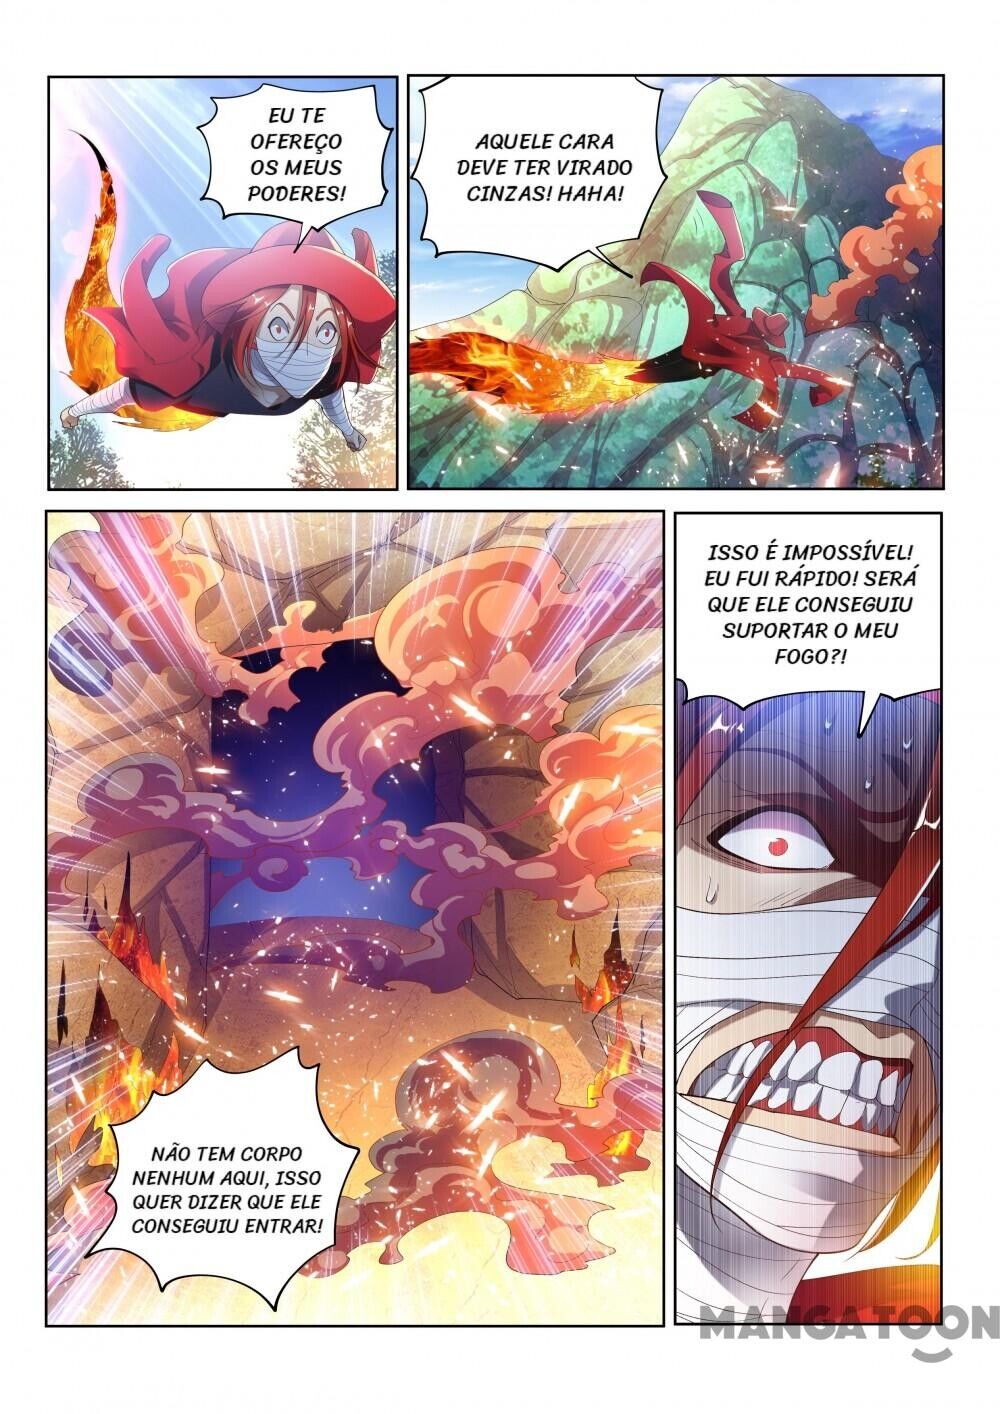 EU TE
OFEREÇO
OS MEUS
PODERES!
AQUELE CARA
DEVE TER VIRADO
CINZAS! HAHA!
NÃO TEM CORPO
NENHUM AQUI, ISSO
QUER DIZER QUE ELE
CONSEGUIU ENTRAR!
ISSO É IMPOSSÍVEL!
EU FUI RÁPIDO! SERÁ
QUE ELE CONSEGUIU
SUPORTAR O MEU
FOGO?!
MANGATOON